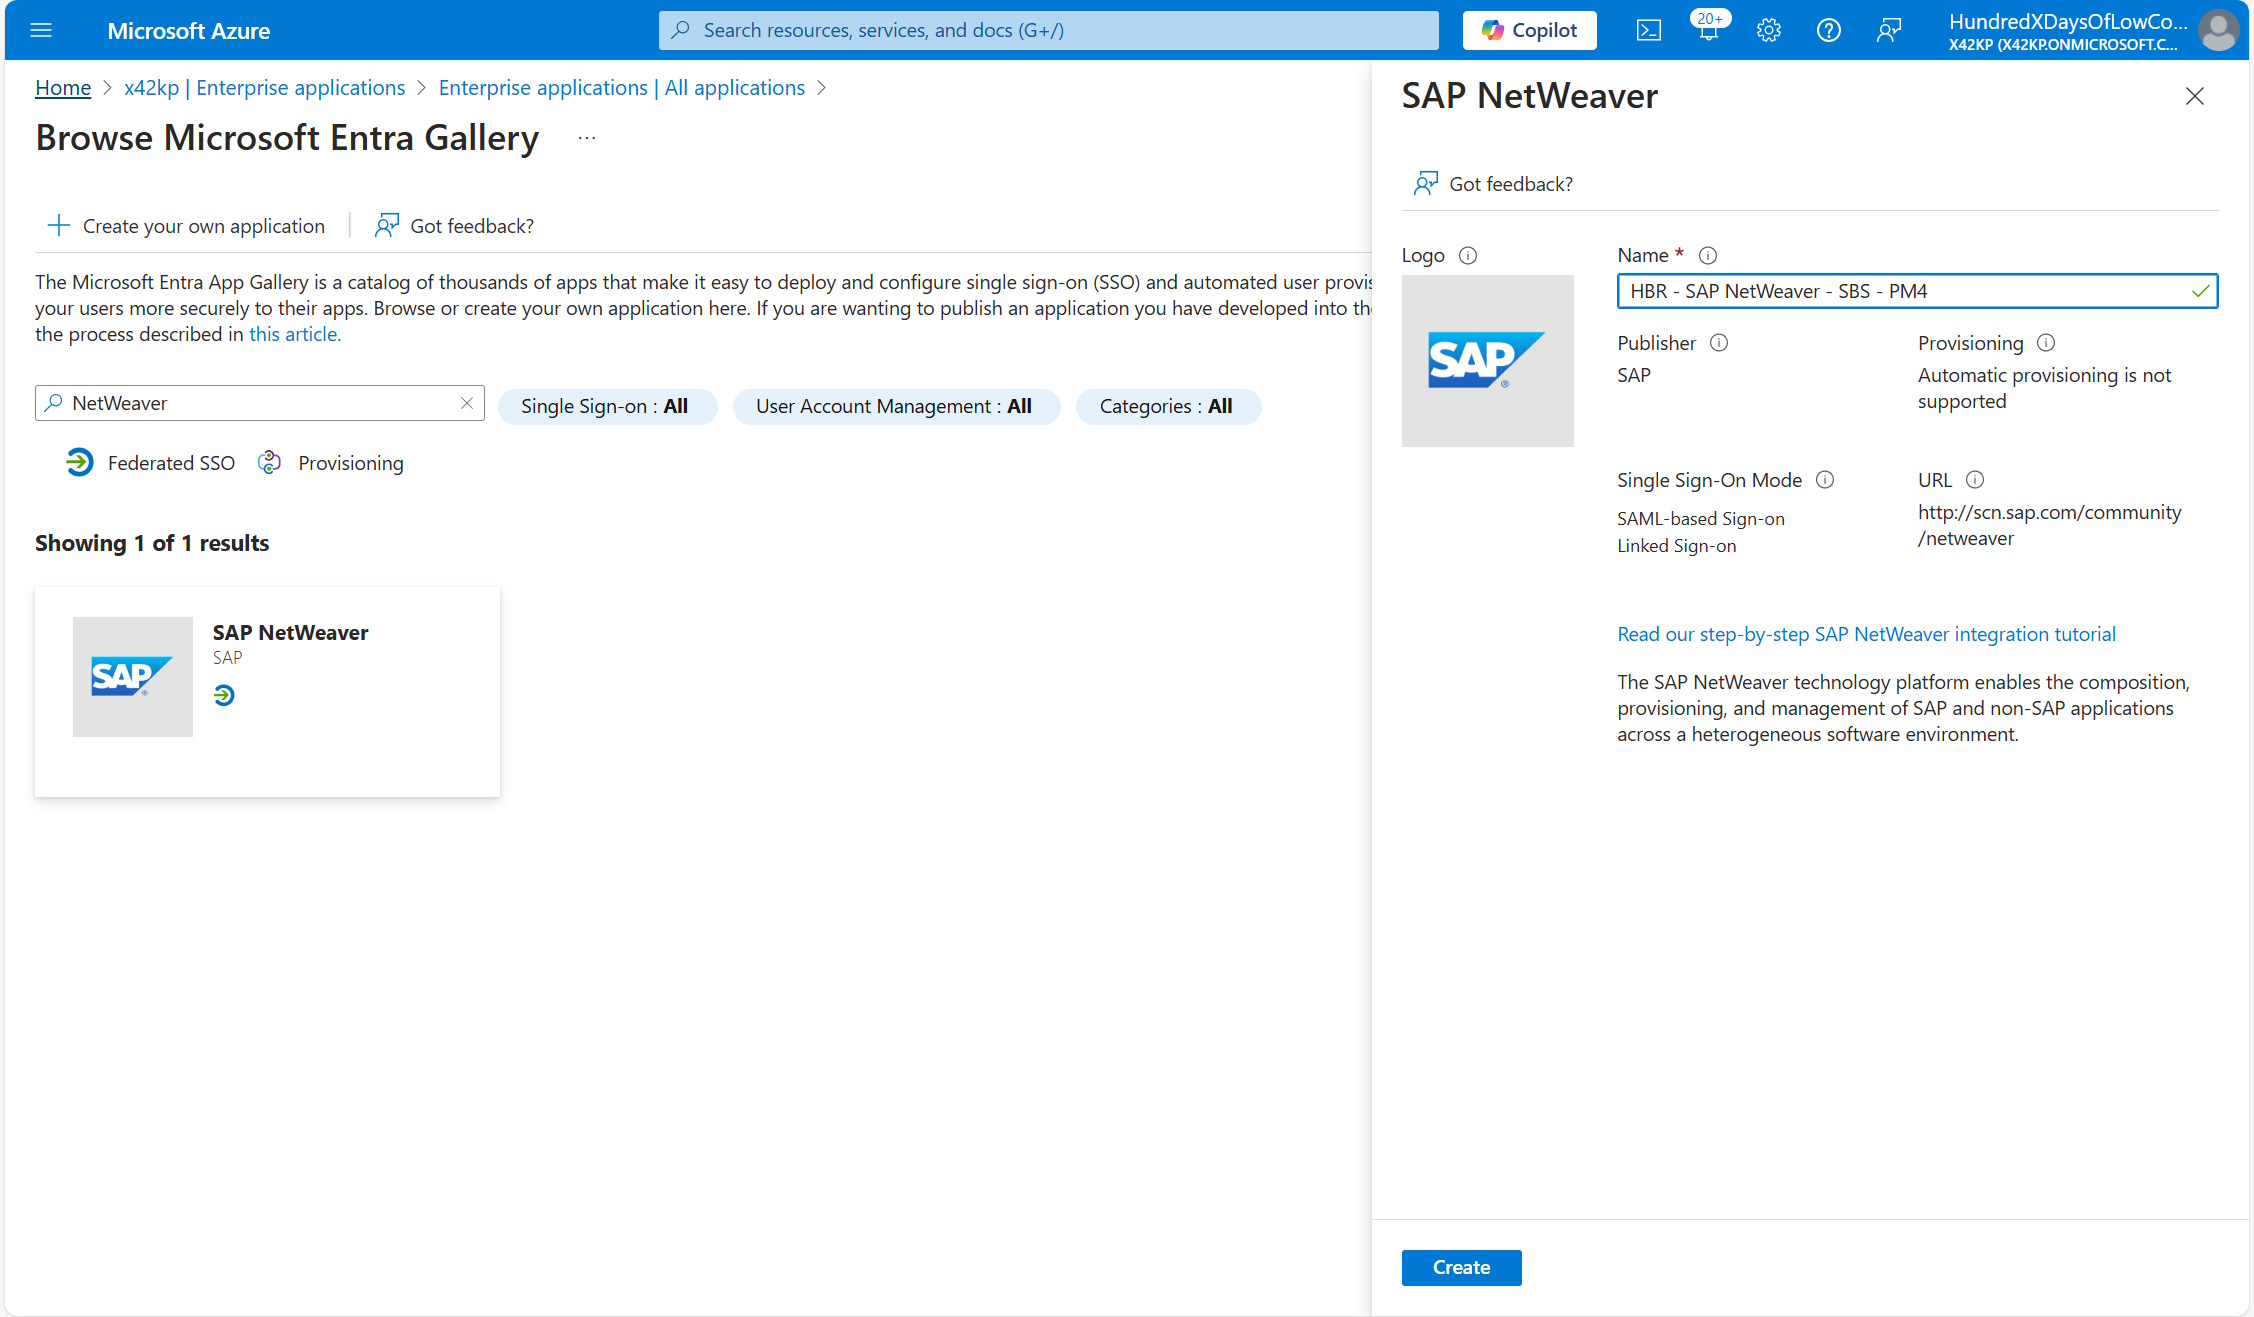 Microsoft Azure
Search resources, services, and docs (G+/)
Copilot
20+
HundredXDaysOfLowCo...
X42KP (X42KP.ONMICROSOFT.C...
Home > x42kp | Enterprise applications > Enterprise applications | All applications >
Browse Microsoft Entra Gallery ...
Create your own application
Got feedback?
The Microsoft Entra App Gallery is a catalog of thousands of apps that make it easy to deploy and configure single sign-on (SSO) and automated user provis
your users more securely to their apps. Browse or create your own application here. If you are wanting to publish an application you have developed into th
the process described in this article.
NetWeaver
Single Sign-on : All
User Account Management : All
Categories : All
Federated SSO
Provisioning
Showing 1 of 1 results
SAP
SAP NetWeaver
SAP
SAP NetWeaver
Got feedback?
Logo
SAP
Name *
HBR - SAP NetWeaver - SBS - PM4
Publisher
SAP
Provisioning
Automatic provisioning is not
supported
Single Sign-On Mode
SAML-based Sign-on
Linked Sign-on
URL
http://scn.sap.com/community
/netweaver
Read our step-by-step SAP NetWeaver integration tutorial
The SAP NetWeaver technology platform enables the composition,
provisioning, and management of SAP and non-SAP applications
across a heterogeneous software environment.
Create